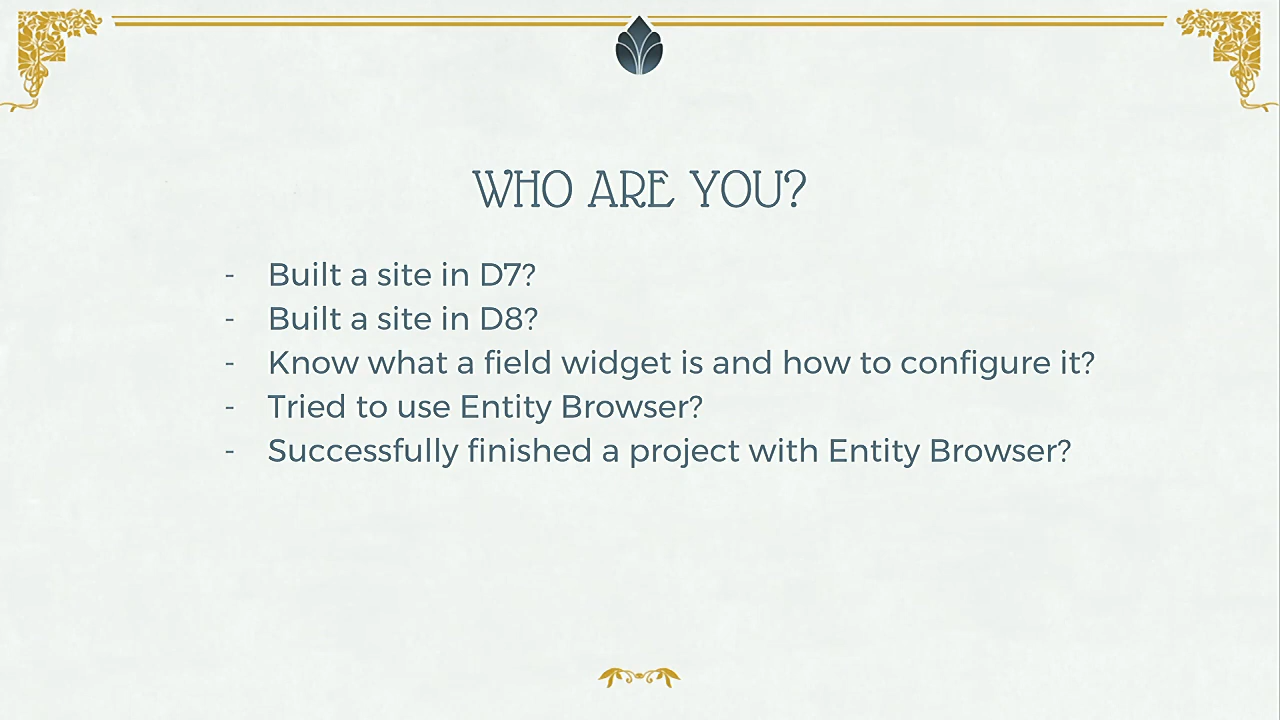 WHO ARE YOU?
- Built a site in D7?
- Built a site in D8?
- Know what a field widget is and how to configure it?
- Tried to use Entity Browser?
- Successfully finished a project with Entity Browser?